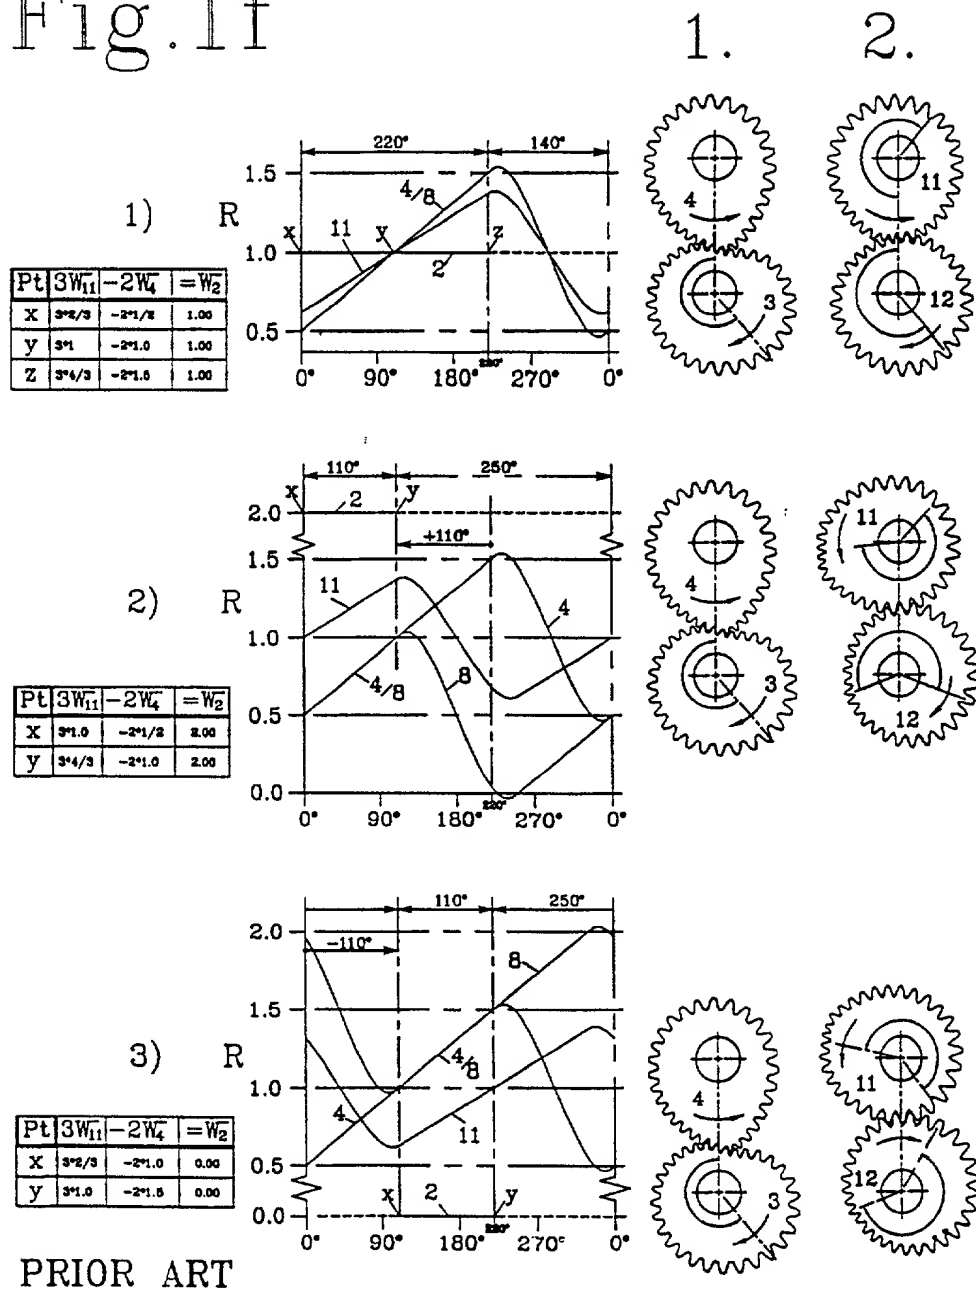 Fig.1f
1. 2.
1) R
220° 140°
1.5
1.0
0.5
x y z
11 4/8 2
0° 90° 180° 220° 270° 0°
Pt 3W11 -2W4 =W2
x 3*2/3 -2*1/2 1.00
y 3*1 -2*1.0 1.00
z 3*4/3 -2*1.5 1.00
4 3
11 12
2) R
110° 250°
x 2 y
2.0
+110°
1.5
1.0
0.5
0.0
11 4 8 4/8
0° 90° 180° 220° 270° 0°
Pt 3W11 -2W4 =W2
x 3*1.0 -2*1/2 2.00
y 3*4/3 -2*1.0 2.00
4 3
11 12
3) R
110° 250°
2.0
-110°
1.5
1.0
0.5
0.0
8 4/8 4 11
x 2 y
0° 90° 180° 220° 270° 0°
Pt 3W11 -2W4 =W2
x 3*2/3 -2*1.0 0.00
y 3*1.0 -2*1.5 0.00
4 3
11 12
PRIOR ART